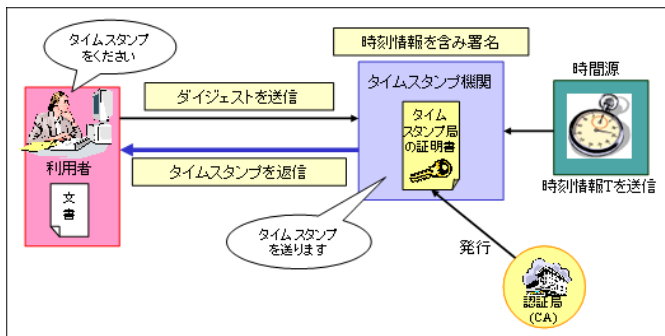 タイムスタンプ
をください
時刻情報を含み署名
ダイジェストを送信
タイムスタンプ機関
時間源
タイム
スタンプ局
の証明書
利用者
タイムスタンプを返信
時刻情報Tを送信
文
書
タイムスタンプ
を送ります
発行
認証局
(CA)